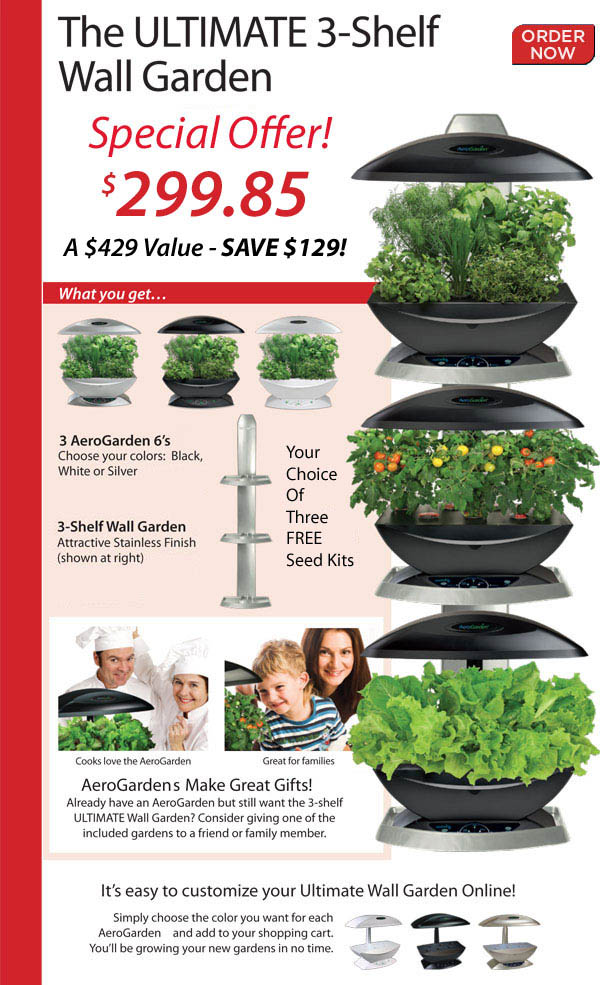 The ULTIMATE 3-Shelf
Wall Garden
ORDER
NOW
Special Offer!
$299.85
A $429 Value - SAVE $129!
What you get...
3 AeroGarden 6's
Choose your colors: Black,
White or Silver
3-Shelf Wall Garden
Attractive Stainless Finish
(shown at right)
Your
Choice
Of
Three
FREE
Seed Kits
AeroGarden
AeroGarden
AeroGarden
Cooks love the AeroGarden
Great for families
AeroGardens Make Great Gifts!
Already have an AeroGarden but still want the 3-shelf
ULTIMATE Wall Garden? Consider giving one of the
included gardens to a friend or family member.
It's easy to customize your Ultimate Wall Garden Online!
Simply choose the color you want for each
AeroGarden and add to your shopping cart.
You'll be growing your new gardens in no time.